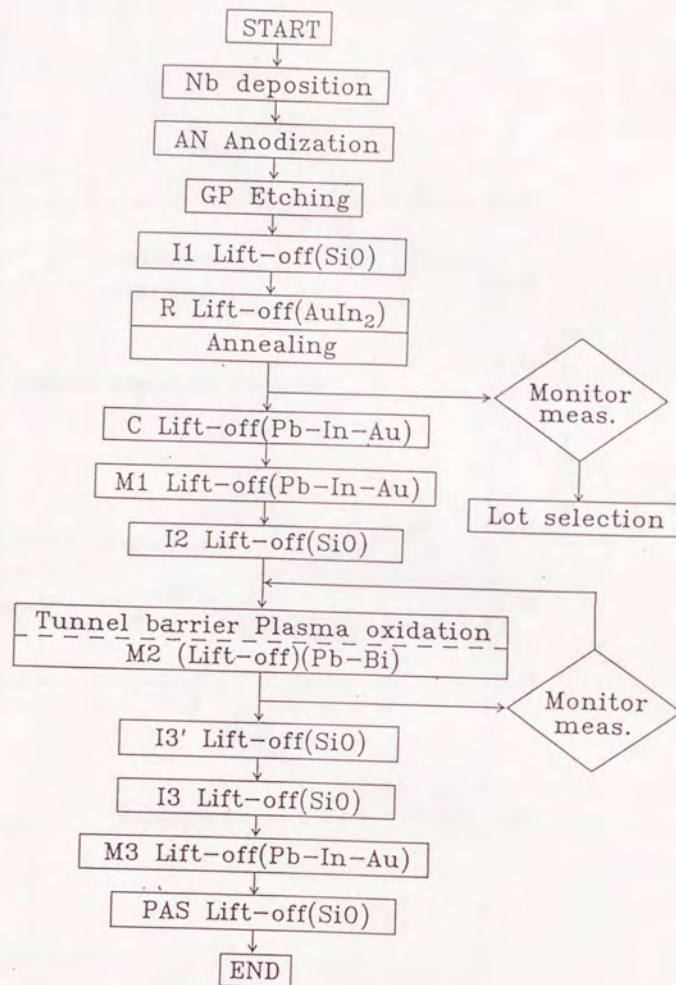 START
Nb deposition
AN Anodization
GP Etching
I1 Lift-off(SiO)
R Lift-off(AuIn₂)
Annealing
Monitor
meas.
C Lift-off(Pb-In-Au)
M1 Lift-off(Pb-In-Au)
Lot selection
I2 Lift-off(SiO)
Tunnel barrier Plasma oxidation
M2 (Lift-off)(Pb-Bi)
Monitor
meas.
I3' Lift-off(SiO)
I3 Lift-off(SiO)
M3 Lift-off(Pb-In-Au)
PAS Lift-off(SiO)
END